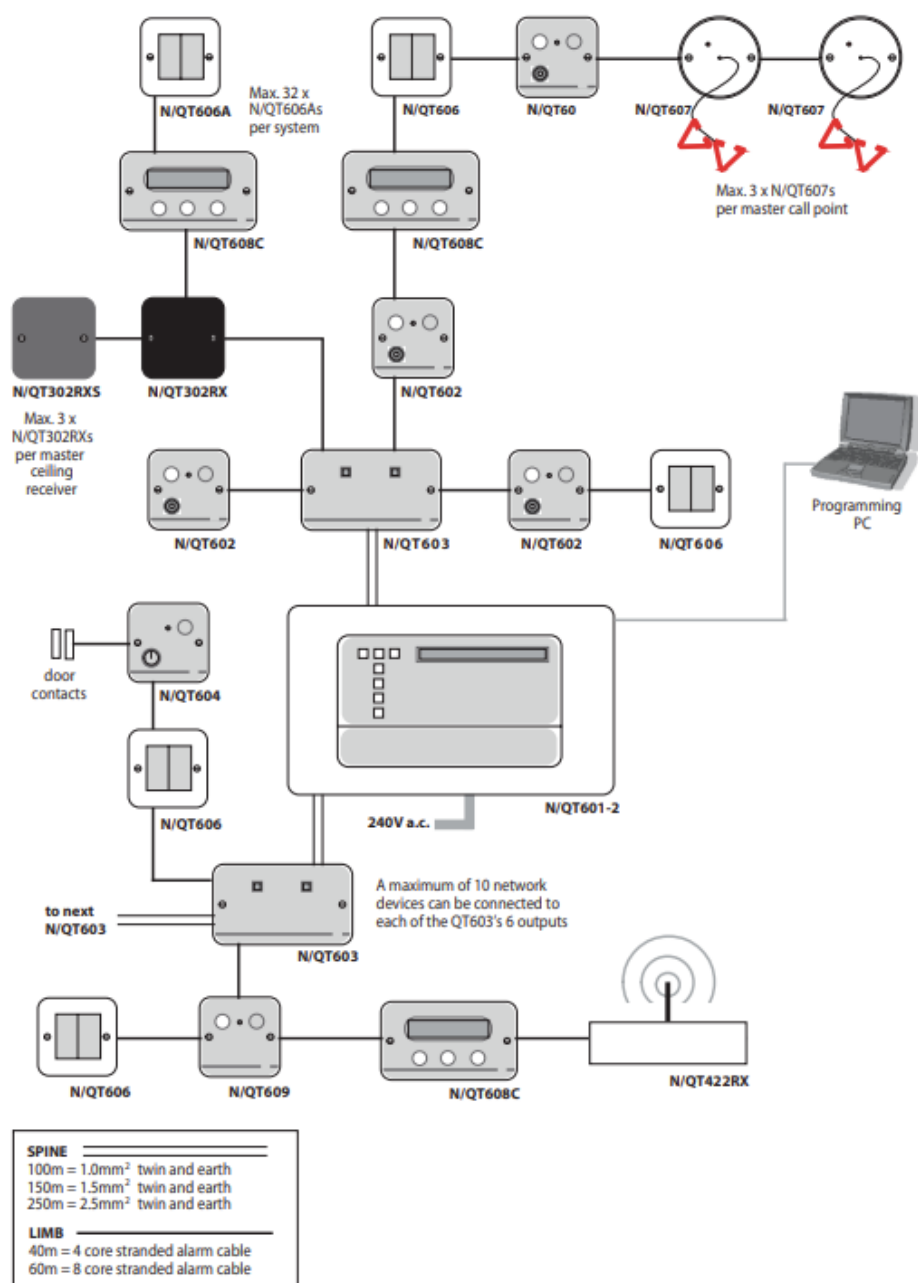 N/QT606A
Max. 32 x
N/QT606As
per system
N/QT606
N/QT60
N/QT607
N/QT607
Max. 3 x N/QT607s
per master call point
N/QT608C
N/QT608C
N/QT302RXS
N/QT302RX
N/QT602
Max. 3 x
N/QT302RXs
per master
ceiling
receiver
N/QT602
N/QT603
N/QT602
N/QT606
Programming
PC
door
contacts
N/QT604
N/QT606
N/QT601-2
240V a.c.
A maximum of 10 network
devices can be connected to
each of the QT603's 6 outputs
to next
N/QT603
N/QT603
N/QT606
N/QT609
N/QT608C
N/QT422RX
SPINE
100m = 1.0mm² twin and earth
150m = 1.5mm² twin and earth
250m = 2.5mm² twin and earth
LIMB
40m = 4 core stranded alarm cable
60m = 8 core stranded alarm cable